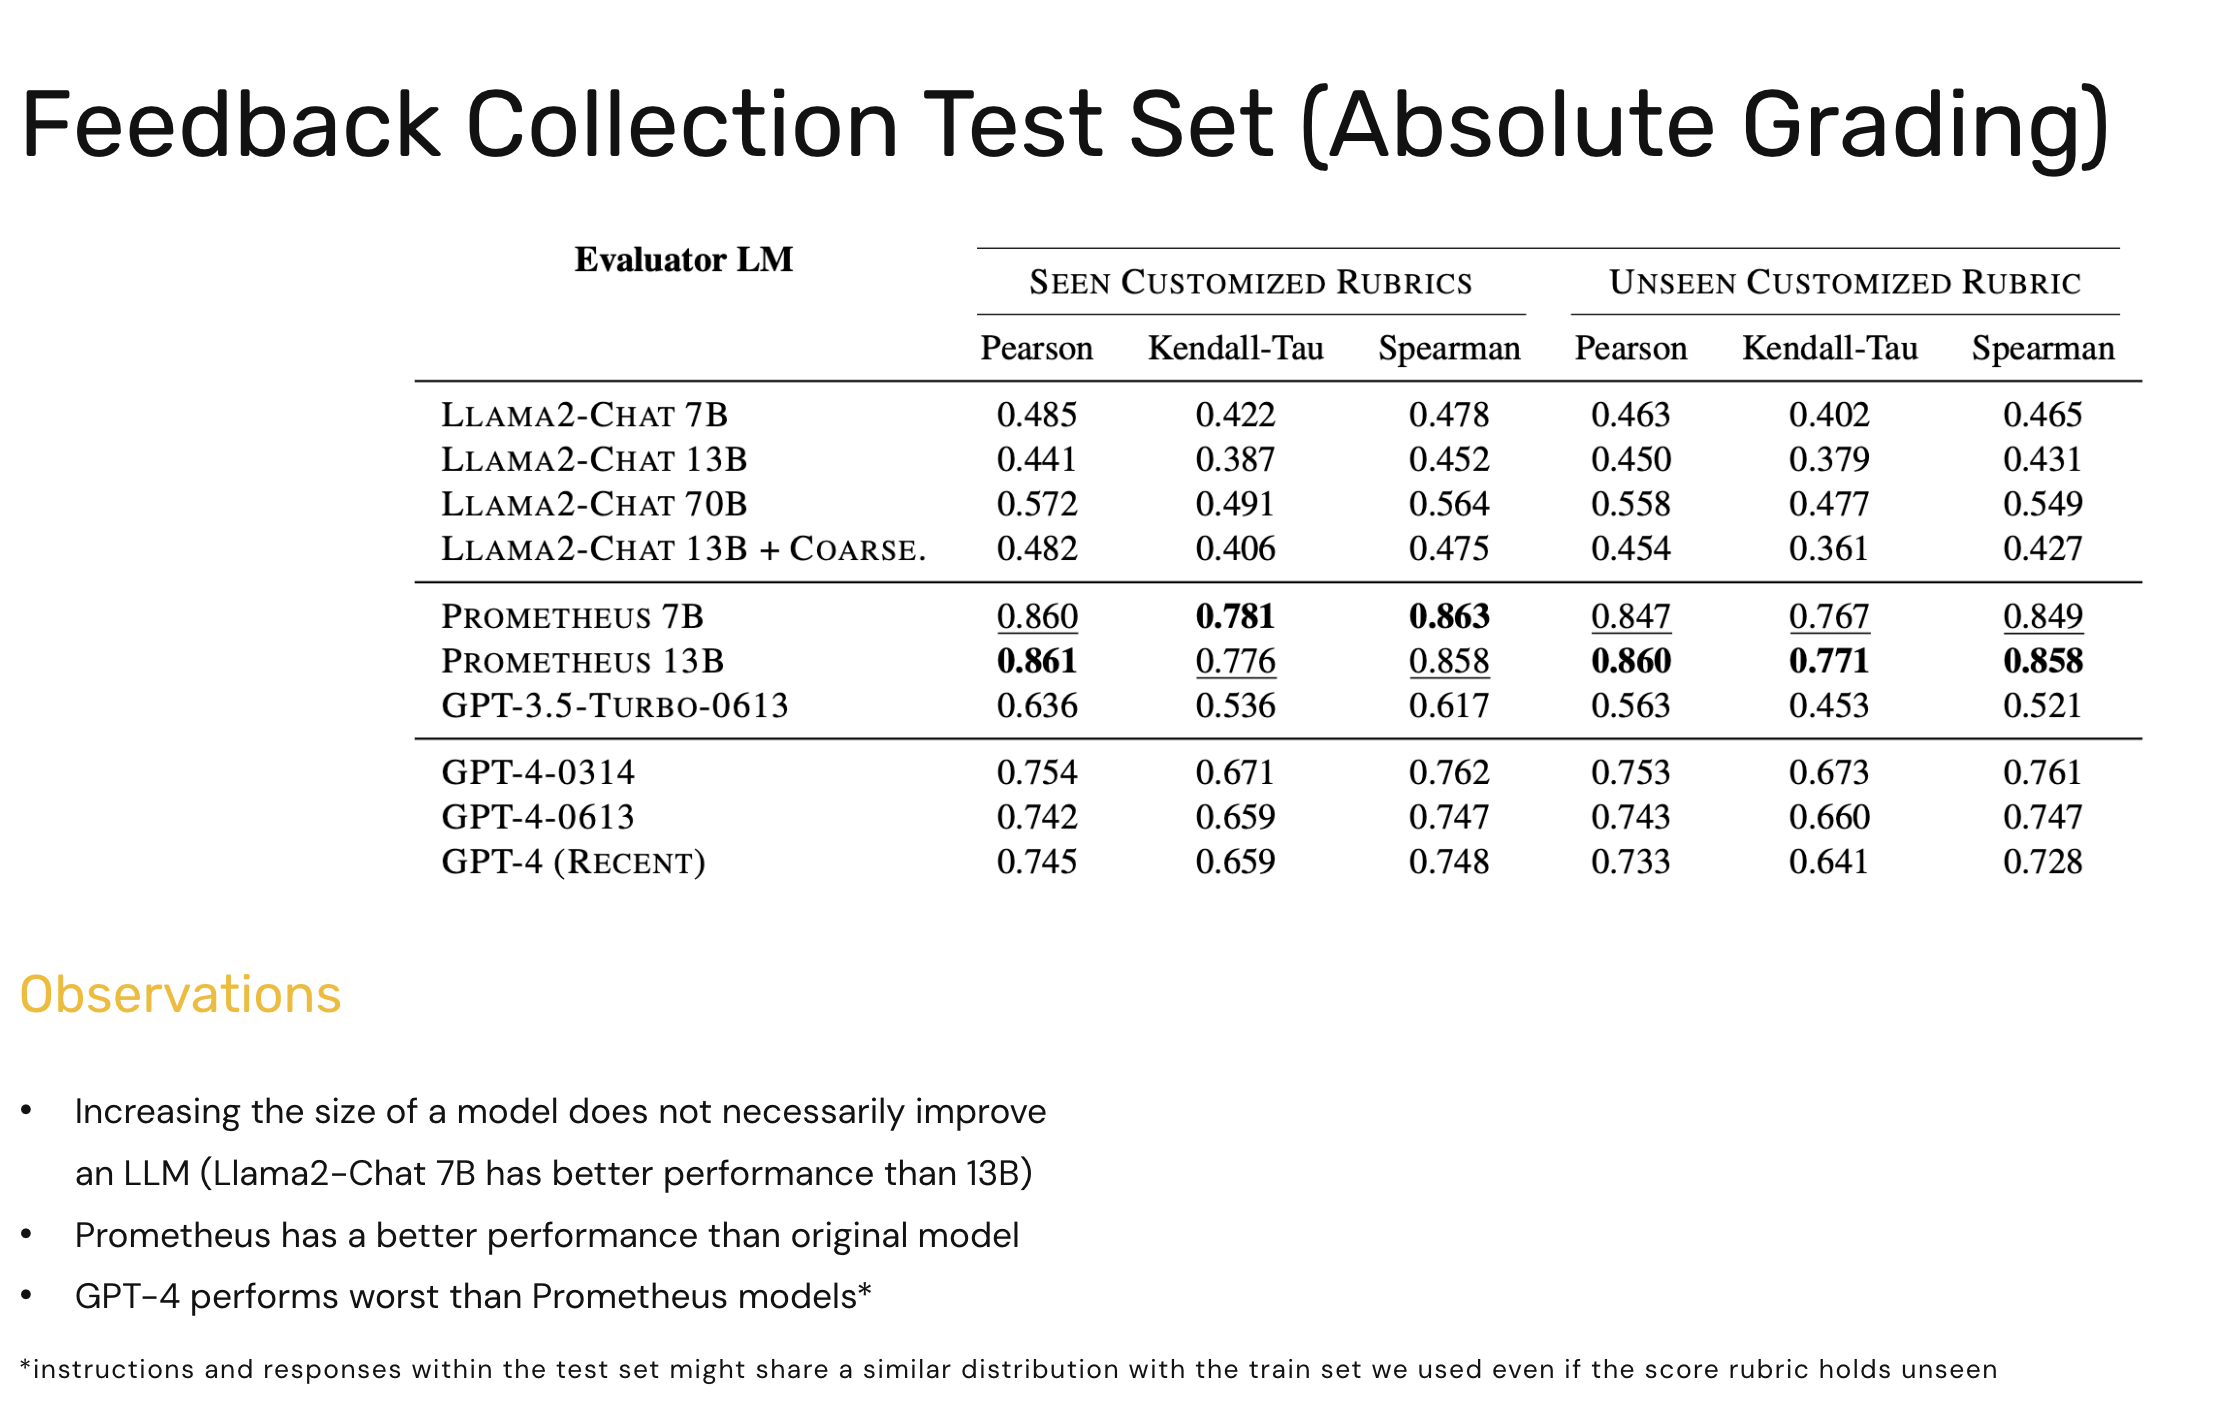 Feedback Collection Test Set (Absolute Grading)
Evaluator LM
SEEN CUSTOMIZED RUBRICS UNSEEN CUSTOMIZED RUBRIC
Pearson Kendall-Tau Spearman Pearson Kendall-Tau Spearman
LLAMA2-CHAT 7B 0.485 0.422 0.478 0.463 0.402 0.465
LLAMA2-CHAT 13B 0.441 0.387 0.452 0.450 0.379 0.431
LLAMA2-CHAT 70B 0.572 0.491 0.564 0.558 0.477 0.549
LLAMA2-CHAT 13B + COARSE. 0.482 0.406 0.475 0.454 0.361 0.427
PROMETHEUS 7B 0.860 0.781 0.863 0.847 0.767 0.849
PROMETHEUS 13B 0.861 0.776 0.858 0.860 0.771 0.858
GPT-3.5-TURBO-0613 0.636 0.536 0.617 0.563 0.453 0.521
GPT-4-0314 0.754 0.671 0.762 0.753 0.673 0.761
GPT-4-0613 0.742 0.659 0.747 0.743 0.660 0.747
GPT-4 (RECENT) 0.745 0.659 0.748 0.733 0.641 0.728
Observations
• Increasing the size of a model does not necessarily improve
an LLM (Llama2-Chat 7B has better performance than 13B)
• Prometheus has a better performance than original model
• GPT-4 performs worst than Prometheus models*
*instructions and responses within the test set might share a similar distribution with the train set we used even if the score rubric holds unseen